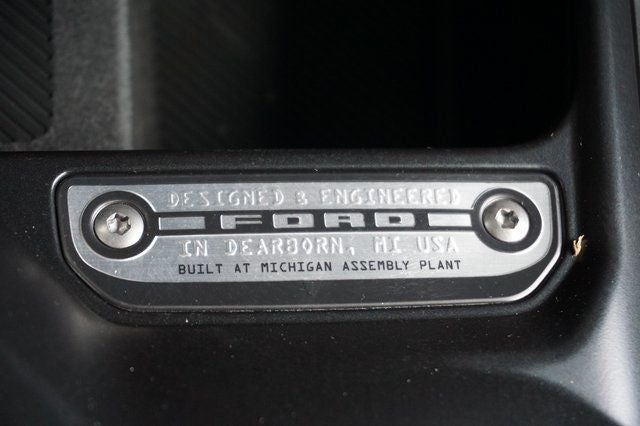 DESIGNED & ENGINEERED
FORD
IN DEARBORN, MI USA
BUILT AT MICHIGAN ASSEMBLY PLANT